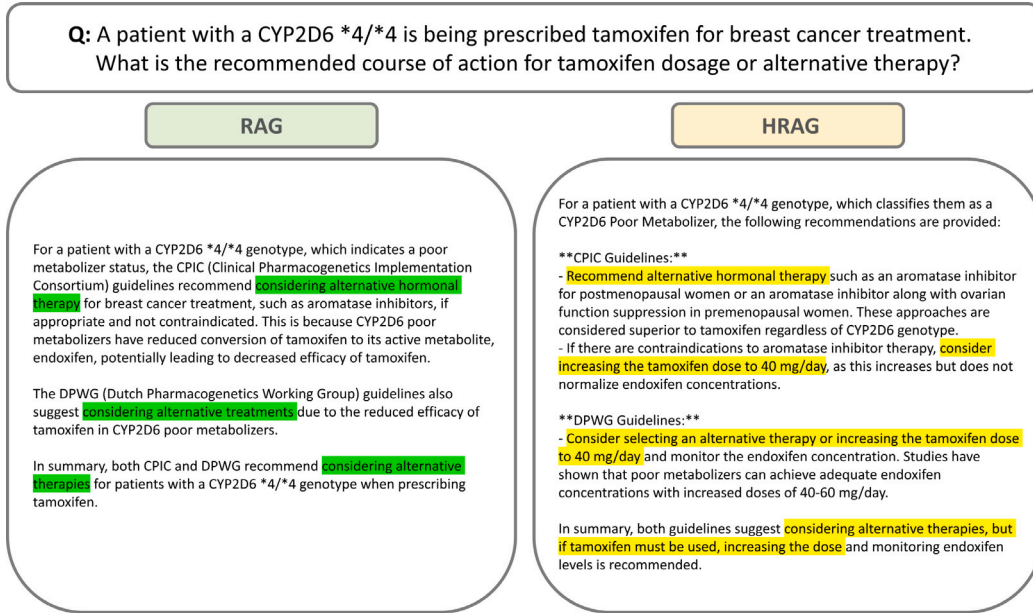 Q: A patient with a CYP2D6 *4/*4 is being prescribed tamoxifen for breast cancer treatment.
What is the recommended course of action for tamoxifen dosage or alternative therapy?
RAG
For a patient with a CYP2D6 *4/*4 genotype, which indicates a poor
metabolizer status, the CPIC (Clinical Pharmacogenetics Implementation
Consortium) guidelines recommend considering alternative hormonal
therapy for breast cancer treatment, such as aromatase inhibitors, if
appropriate and not contraindicated. This is because CYP2D6 poor
metabolizers have reduced conversion of tamoxifen to its active metabolite,
endoxifen, potentially leading to decreased efficacy of tamoxifen.
The DPWG (Dutch Pharmacogenetics Working Group) guidelines also
suggest considering alternative treatments due to the reduced efficacy of
tamoxifen in CYP2D6 poor metabolizers.
In summary, both CPIC and DPWG recommend considering alternative
therapies for patients with a CYP2D6 *4/*4 genotype when prescribing
tamoxifen.
HRAG
For a patient with a CYP2D6 *4/*4 genotype, which classifies them as a
CYP2D6 Poor Metabolizer, the following recommendations are provided:
**CPIC Guidelines:**
- Recommend alternative hormonal therapy such as an aromatase inhibitor
for postmenopausal women or an aromatase inhibitor along with ovarian
function suppression in premenopausal women. These approaches are
considered superior to tamoxifen regardless of CYP2D6 genotype.
- If there are contraindications to aromatase inhibitor therapy, consider
increasing the tamoxifen dose to 40 mg/day, as this increases but does not
normalize endoxifen concentrations.
**DPWG Guidelines:**
- Consider selecting an alternative therapy or increasing the tamoxifen dose
to 40 mg/day and monitor the endoxifen concentration. Studies have
shown that poor metabolizers can achieve adequate endoxifen
concentrations with increased doses of 40-60 mg/day.
In summary, both guidelines suggest considering alternative therapies, but
if tamoxifen must be used, increasing the dose and monitoring endoxifen
levels is recommended.